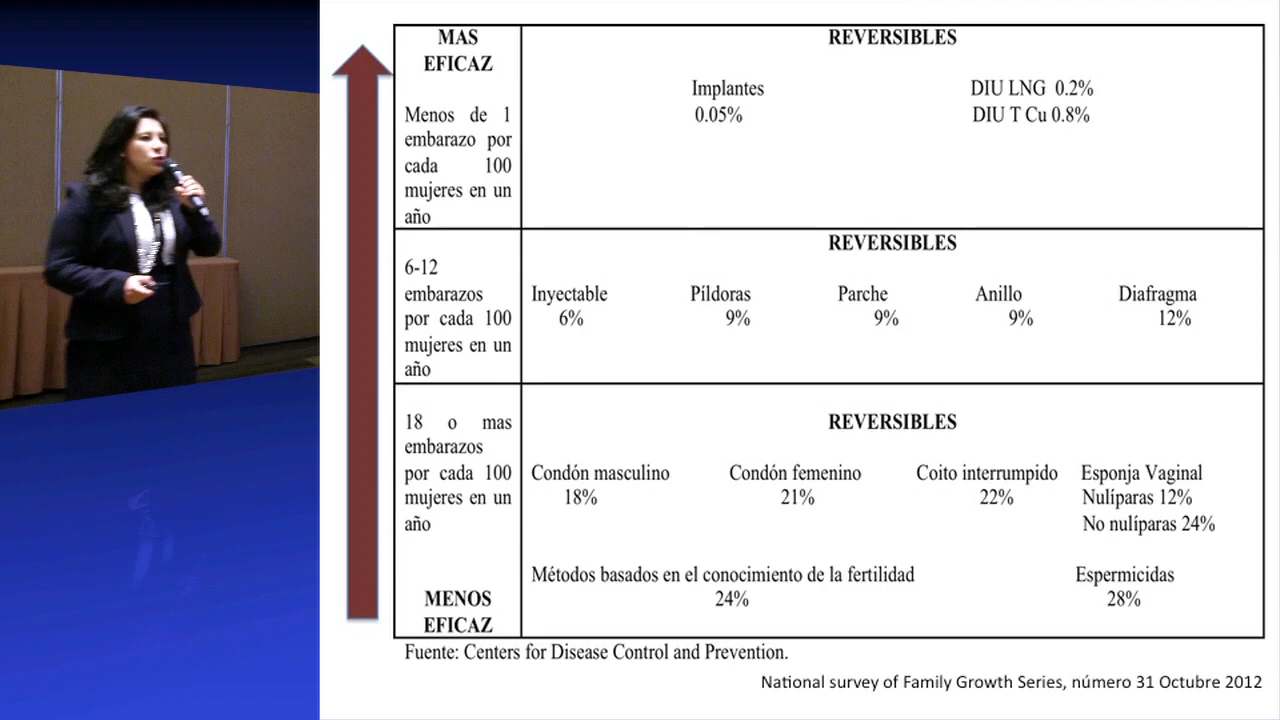 MAS
EFICAZ
Menos de 1
embarazo por
cada 100
mujeres en un
año
REVERSIBLES
Implantes
0.05%
DIU LNG 0.2%
DIU T Cu 0.8%
6-12
embarazos
por cada 100
mujeres en un
año
REVERSIBLES
Inyectable
6%
Píldoras
9%
Parche
9%
Anillo
9%
Diafragma
12%
18 o mas
embarazos
por cada 100
mujeres en un
año
MENOS
EFICAZ
REVERSIBLES
Condón masculino
18%
Condón femenino
21%
Coito interrumpido
22%
Esponja Vaginal
Nulíparas 12%
No nulíparas 24%
Métodos basados en el conocimiento de la fertilidad
24%
Espermicidas
28%
Fuente: Centers for Disease Control and Prevention.
National survey of Family Growth Series, número 31 Octubre 2012